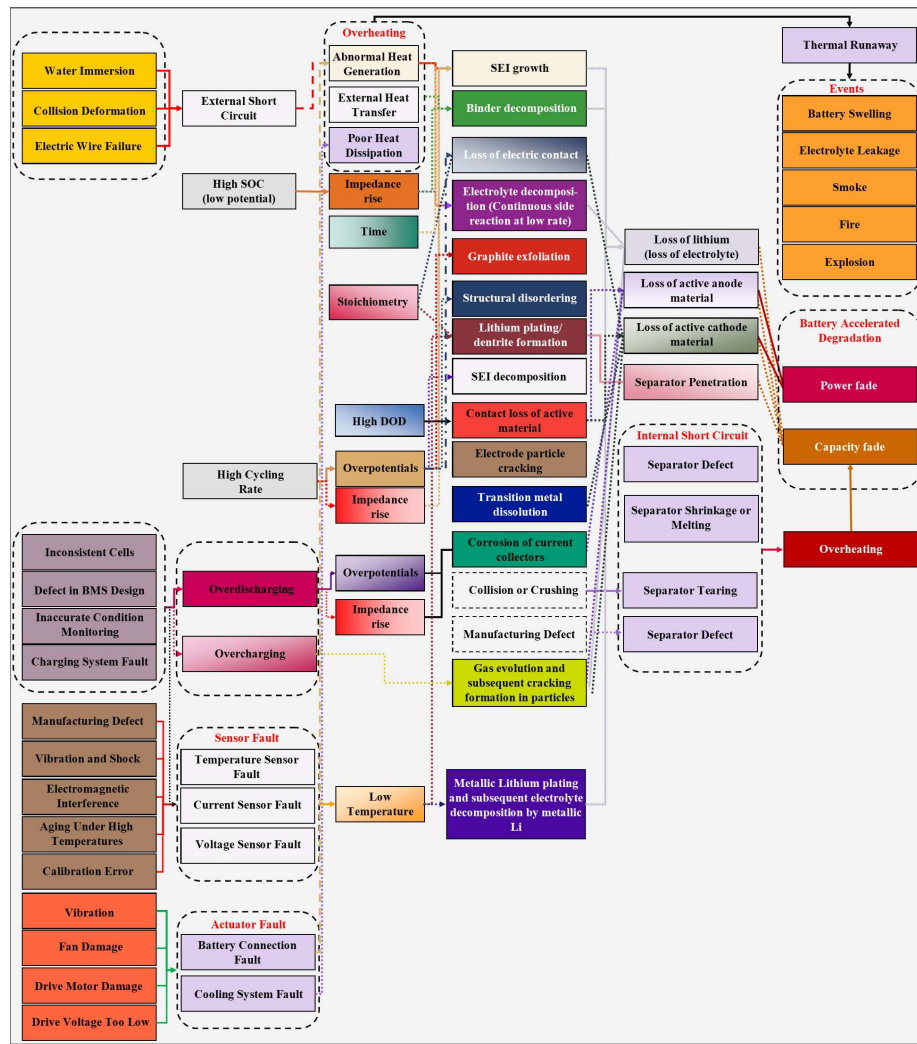 Water Immersion
Collision Deformation
Electric Wire Failure
External Short
Circuit
High SOC
(low potential)
Overheating
Abnormal Heat
Generation
External Heat
Transfer
Poor Heat
Dissipation
Impedance
rise
Time
Stoichiometry
High DOD
High Cycling
Rate
Overpotentials
Impedance
rise
Inconsistent Cells
Defect in BMS Design
Inaccurate Condition
Monitoring
Charging System Fault
Overdischarging
Overcharging
Overpotentials
Impedance
rise
Manufacturing Defect
Vibration and Shock
Electromagnetic
Interference
Aging Under High
Temperatures
Calibration Error
Sensor Fault
Temperature Sensor
Fault
Current Sensor Fault
Voltage Sensor Fault
Low
Temperature
Vibration
Fan Damage
Drive Motor Damage
Drive Voltage Too Low
Actuator Fault
Battery Connection
Fault
Cooling System Fault
SEI growth
Binder decomposition
Loss of electric contact
Electrolyte decomposi-
tion (Continuous side
reaction at low rate)
Graphite exfoliation
Structural disordering
Lithium plating/
dentrite formation
SEI decomposition
Contact loss of active
material
Electrode particle
cracking
Transition metal
dissolution
Corrosion of current
collectors
Collision or Crushing
Manufacturing Defect
Gas evolution and
subsequent cracking
formation in particles
Metallic Lithium plating
and subsequent electrolyte
decomposition by metallic
Li
Loss of lithium
(loss of electrolyte)
Loss of active anode
material
Loss of active cathode
material
Separator Penetration
Internal Short Circuit
Separator Defect
Separator Shrinkage or
Melting
Separator Tearing
Separator Defect
Thermal Runaway
Events
Battery Swelling
Electrolyte Leakage
Smoke
Fire
Explosion
Battery Accelerated
Degradation
Power fade
Capacity fade
Overheating